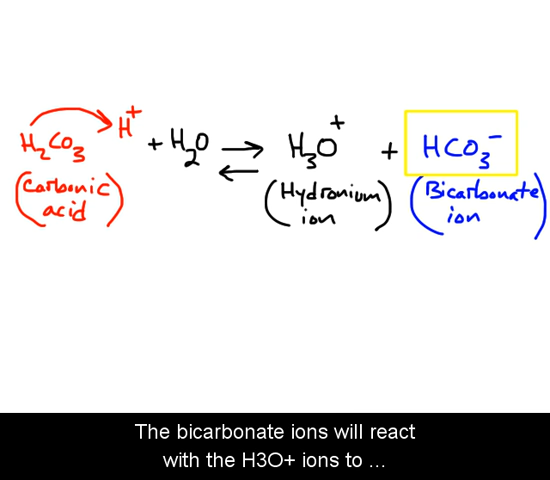 H₂CO₃ H⁺ + H₂O ⇌ H₃O⁺ + HCO₃⁻
(Carbonic acid) (Hydronium ion) (Bicarbonate ion)
The bicarbonate ions will react
with the H3O+ ions to ...